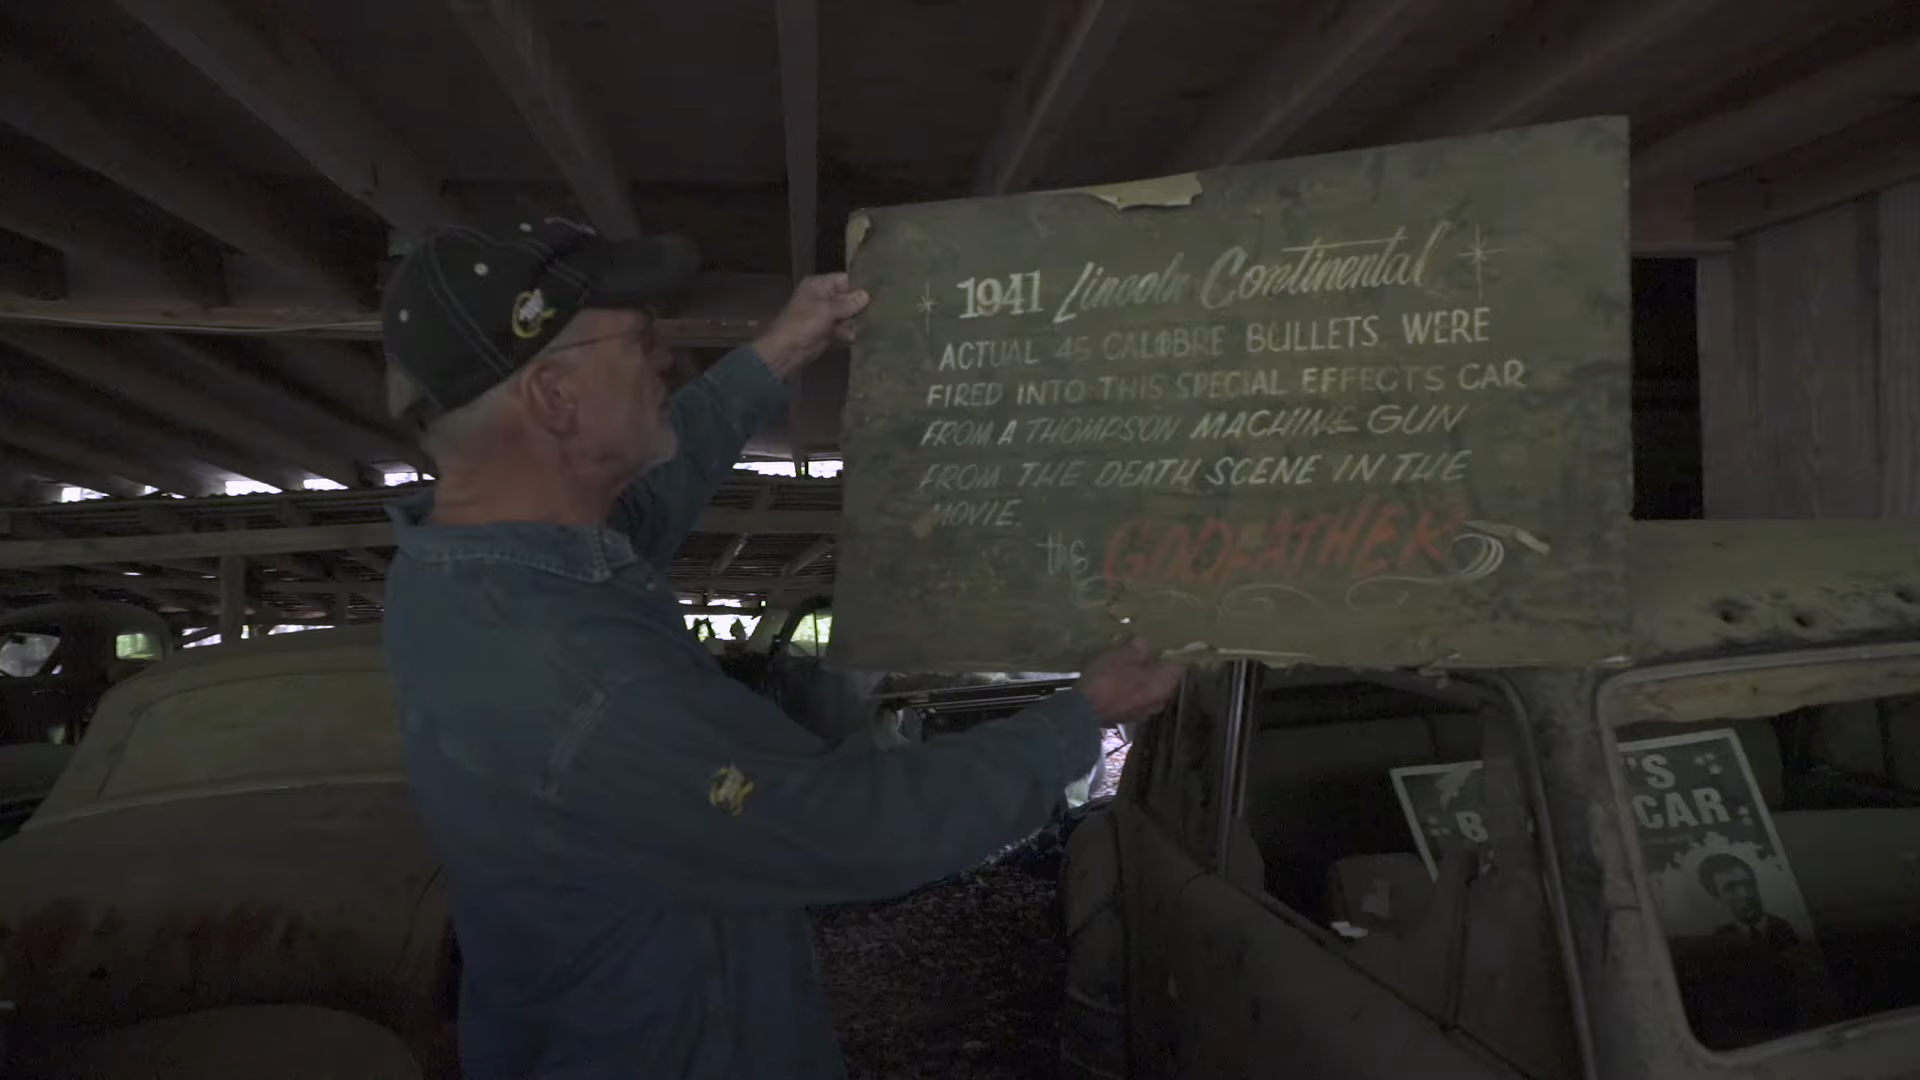 1941 Lincoln Continental
ACTUAL 45 CALOBRE BULLETS WERE
FIRED INTO THIS SPECIAL EFFECTS CAR
FROM A THOMPSON MACHINE GUN
FROM THE DEATH SCENE IN THE
MOVIE.
the GODFATHER
B
'S
CAR